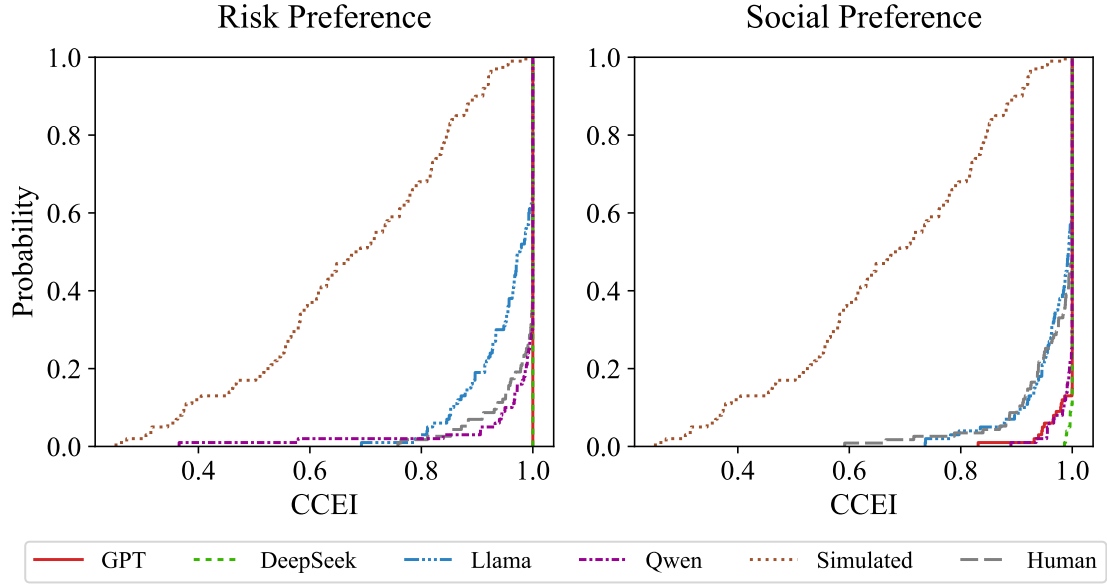 Risk Preference
Social Preference
Probability
1.0
0.8
0.6
0.4
0.2
0.0
0.4 0.6 0.8 1.0
CCEI
1.0
0.8
0.6
0.4
0.2
0.0
0.4 0.6 0.8 1.0
CCEI
GPT DeepSeek Llama Qwen Simulated Human